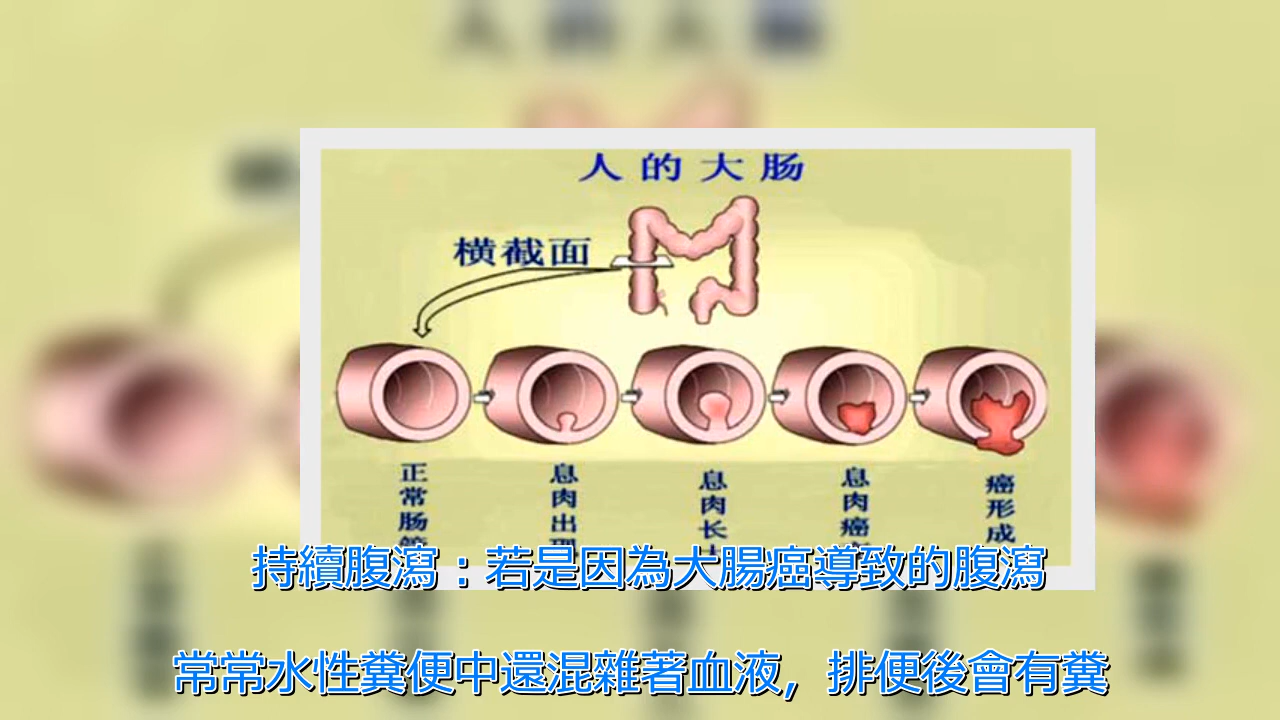 人的大肠
横截面
正常肠管
息肉出现
息肉长大
息肉癌
癌形成
持續腹瀉：若是因為大腸癌導致的腹瀉
常常水性糞便中還混雜著血液，排便後會有糞